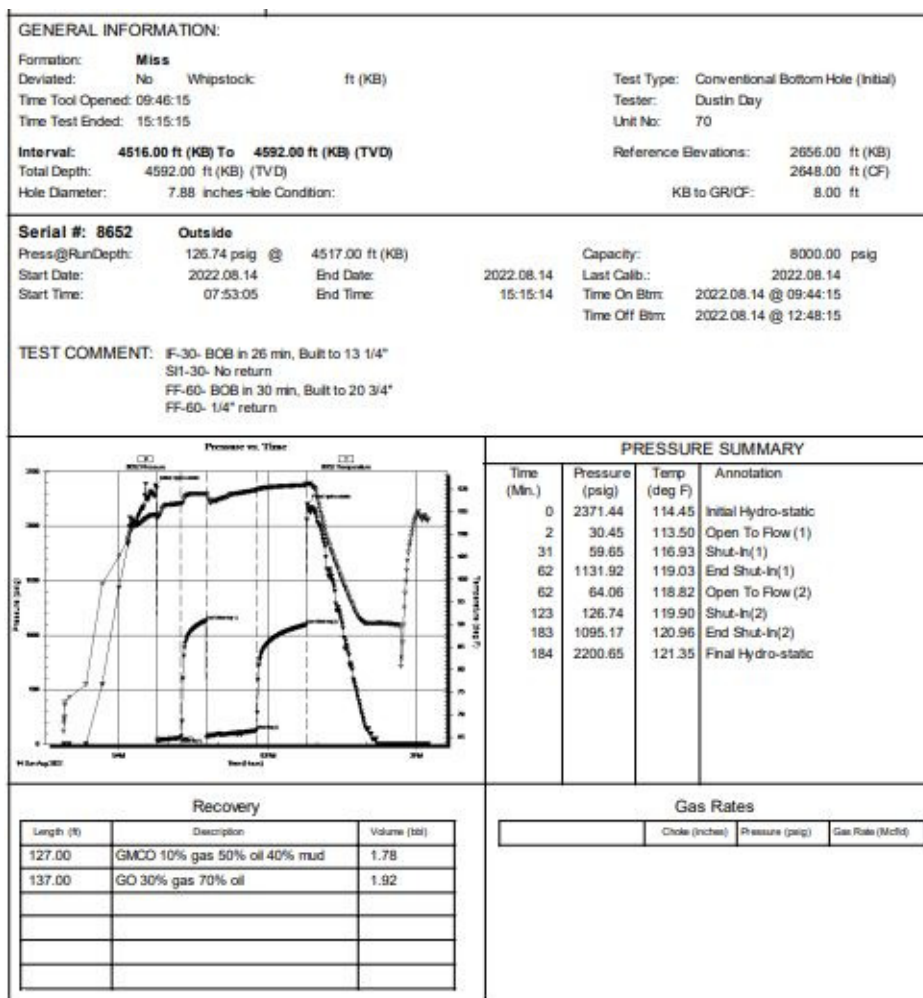 GENERAL INFORMATION:
Formation: Miss
Deviated: No Whipstock: ft (KB)
Time Tool Opened: 09:46:15
Time Test Ended: 15:15:15
Test Type: Conventional Bottom Hole (Initial)
Tester: Dustin Day
Unit No: 70
Interval: 4516.00 ft (KB) To 4592.00 ft (KB) (TVD)
Total Depth: 4592.00 ft (KB) (TVD)
Hole Diameter: 7.88 inches Hole Condition:
Reference Elevations: 2656.00 ft (KB)
2648.00 ft (CF)
KB to GR/CF: 8.00 ft
Serial #: 8652 Outside
Press@RunDepth: 126.74 psig @ 4517.00 ft (KB) Capacity: 8000.00 psig
Start Date: 2022.08.14 End Date: 2022.08.14 Last Calib.: 2022.08.14
Start Time: 07:53:05 End Time: 15:15:14 Time On Btm: 2022.08.14 @ 09:44:15
Time Off Btm: 2022.08.14 @ 12:48:15
TEST COMMENT: IF-30- BOB in 26 min, Built to 13 1/4"
SI1-30- No return
FF-60- BOB in 30 min, Built to 20 3/4"
FF-60- 1/4" return
Pressure vs. Time
PRESSURE SUMMARY
Time (Min.) Pressure (psig) Temp (deg F) Annotation
0 2371.44 114.45 Initial Hydro-static
2 30.45 113.50 Open To Flow (1)
31 59.65 116.93 Shut-In(1)
62 1131.92 119.03 End Shut-In(1)
62 64.06 118.82 Open To Flow (2)
123 126.74 119.90 Shut-In(2)
183 1095.17 120.96 End Shut-In(2)
184 2200.65 121.35 Final Hydro-static
Recovery
Length (ft) Description Volume (bbl)
127.00 GMCO 10% gas 50% oil 40% mud 1.78
137.00 GO 30% gas 70% oil 1.92
Gas Rates
Choke (inches) Pressure (psig) Gas Rate (Mcf/d)